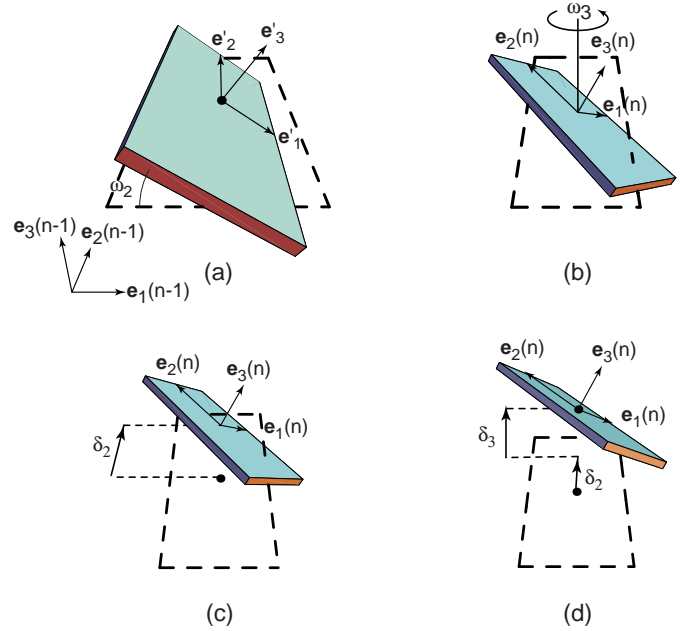 e'2
e'3
e'1
ω2
e3(n-1)
e2(n-1)
e1(n-1)
(a)
ω3
e2(n)
e3(n)
e1(n)
(b)
e2(n)
e3(n)
e1(n)
δ2
(c)
e2(n)
e3(n)
e1(n)
δ3
δ2
(d)